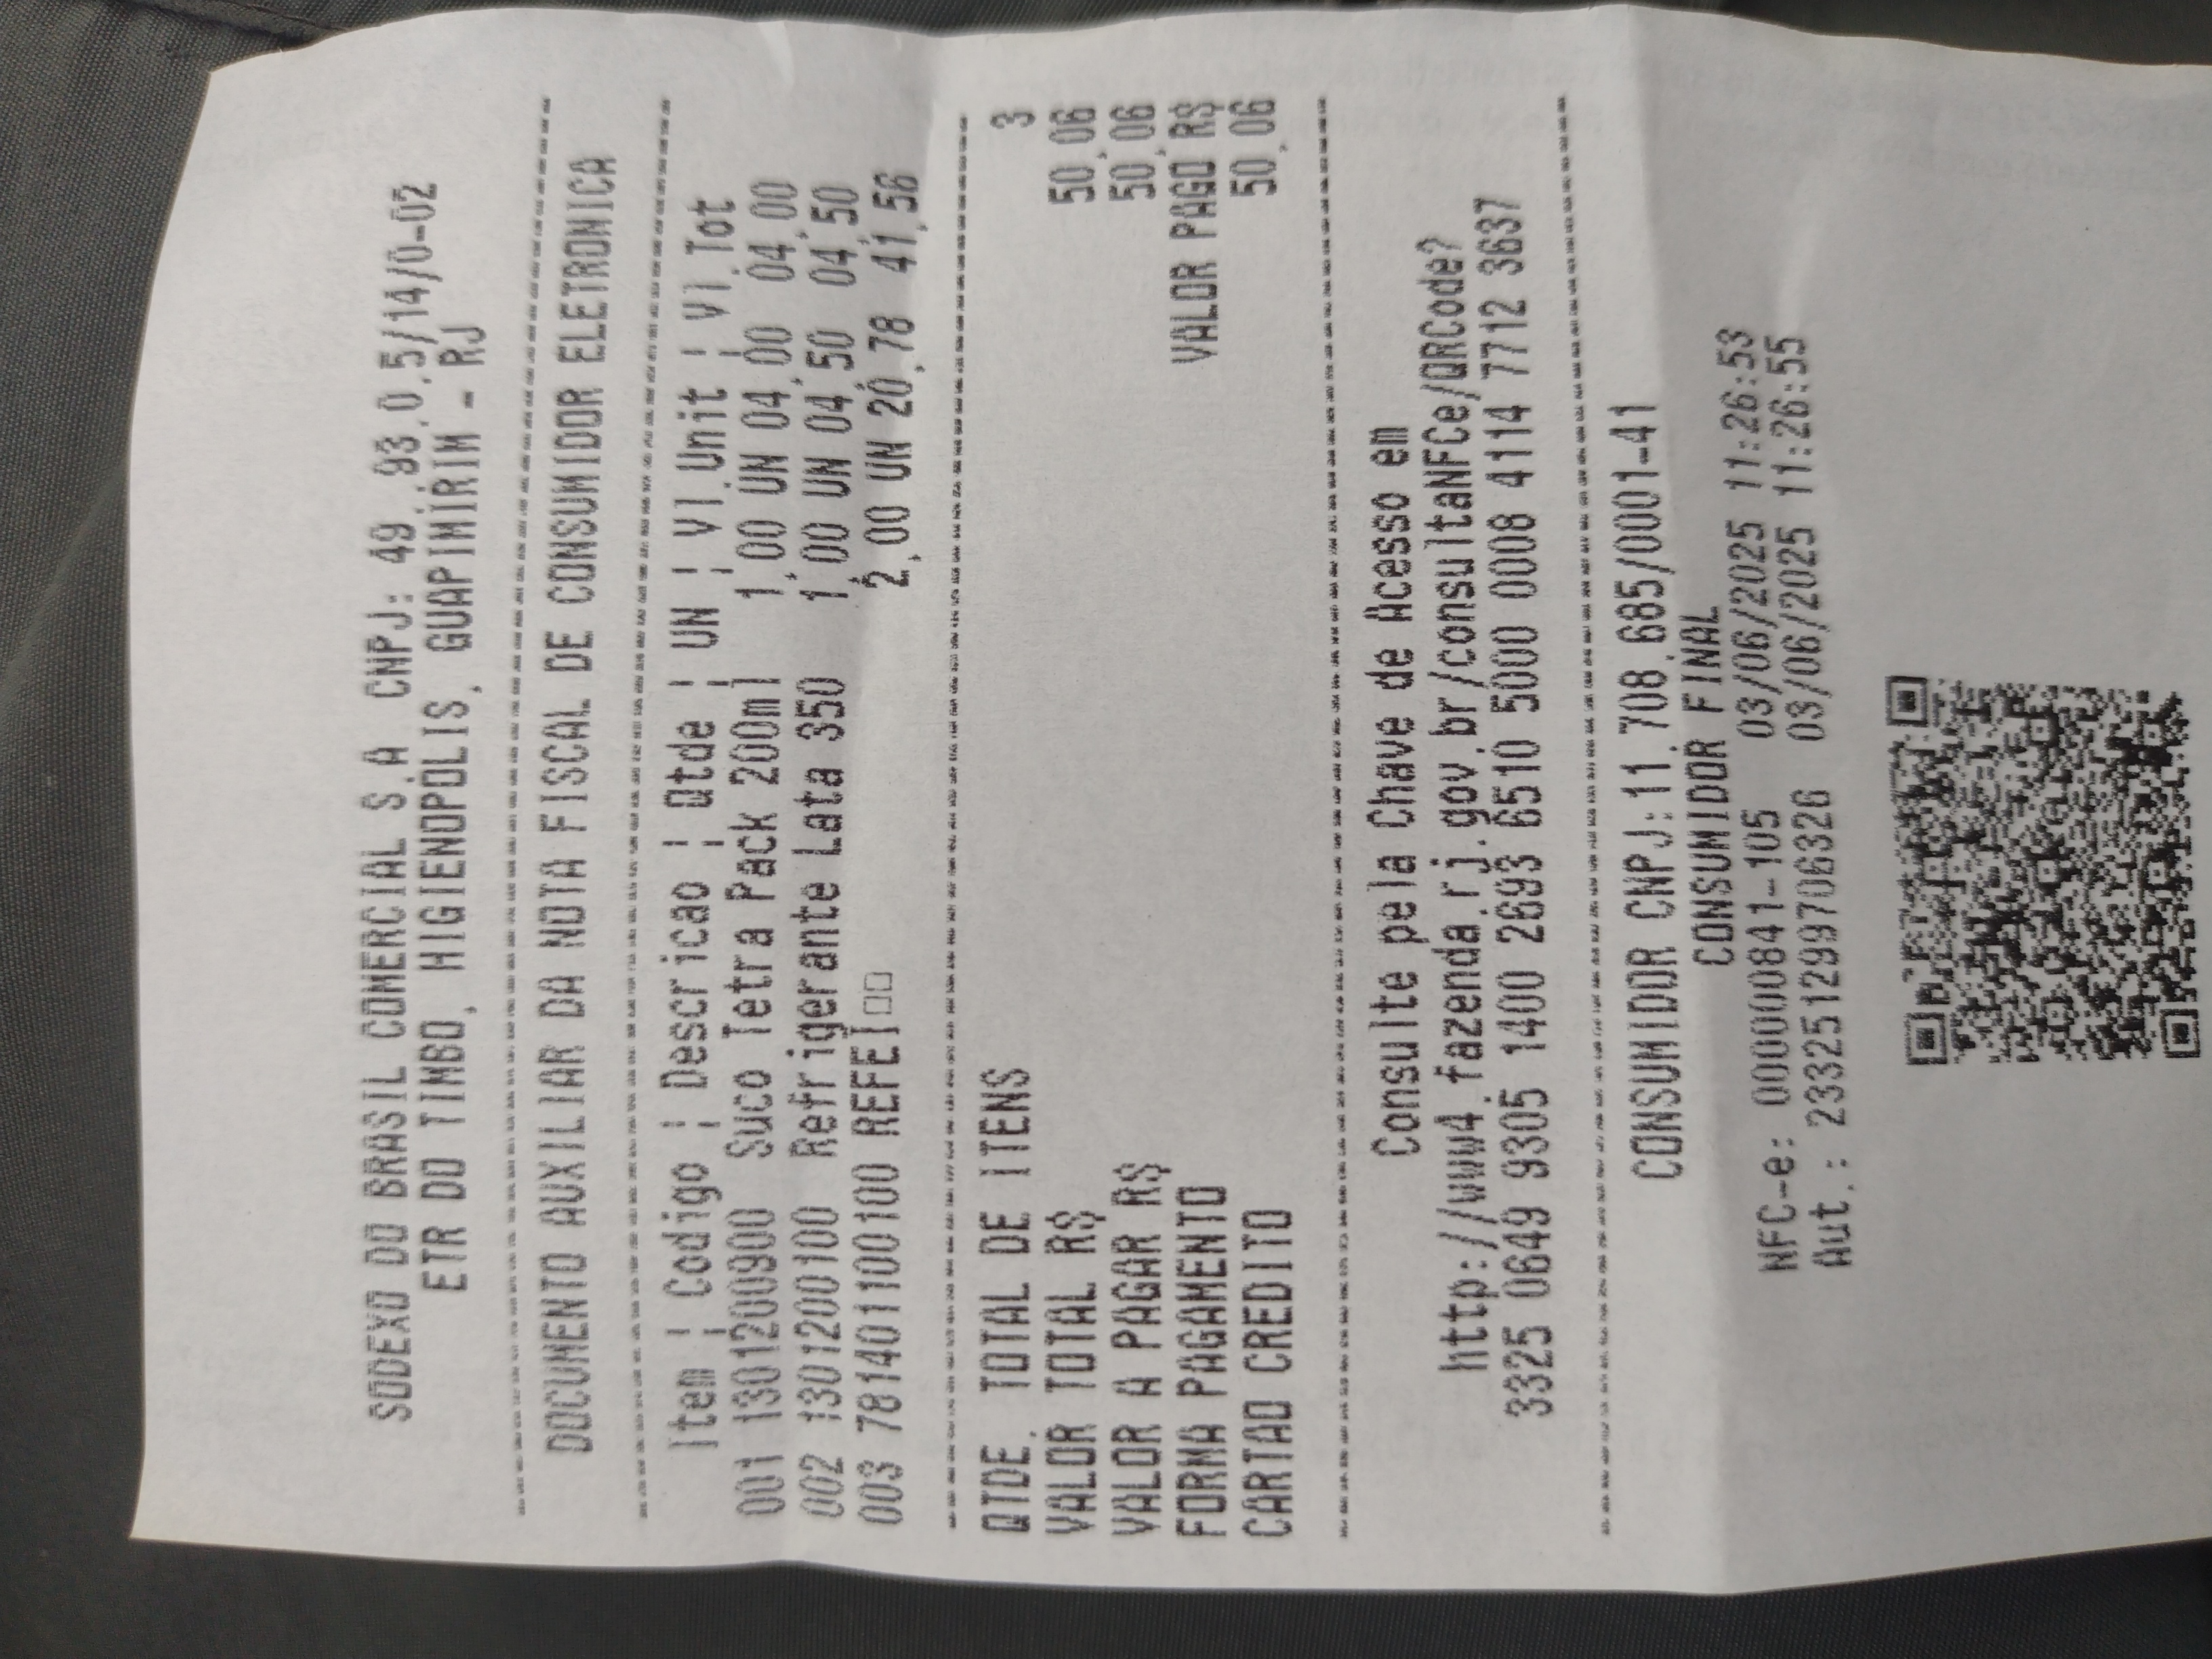 SODEXO DO BRASIL COMERCIAL S.A CNPJ: 49.93.0.5/14/0-02
ETR DO TIMBO, HIGIENOPOLIS, GUAPIMIRIM - RJ
DOCUMENTO AUXILIAR DA NOTA FISCAL DE CONSUMIDOR ELETRONICA
Item | Codigo | Descricao | Qtde | UN | Vl.Unit | Vl.Tot
001 1301200900 Suco Tetra Pack 200ml 1,00 UN 04,00 04,00
002 1301200100 Refrigerante Lata 350 1,00 UN 04,50 04,50
003 781401100100 REFEI□□ 2,00 UN 20,78 41,56
QTDE. TOTAL DE ITENS 3
VALOR TOTAL R$ 50,06
VALOR A PAGAR R$ 50,06
FORMA PAGAMENTO VALOR PAGO R$
CARTAO CREDITO 50,06
Consulte pela Chave de Acesso em
http://www4.fazenda.rj.gov.br/consultaNFCe/QRCode?
3325 0649 9305 1400 2693 6510 5000 0008 4114 7712 3637
CONSUMIDOR CNPJ:11.708.685/0001-41
CONSUMIDOR FINAL
NFC-e: 000000841-105 03/06/2025 11:26:53
Aut.: 233251299706326 03/06/2025 11:26:55